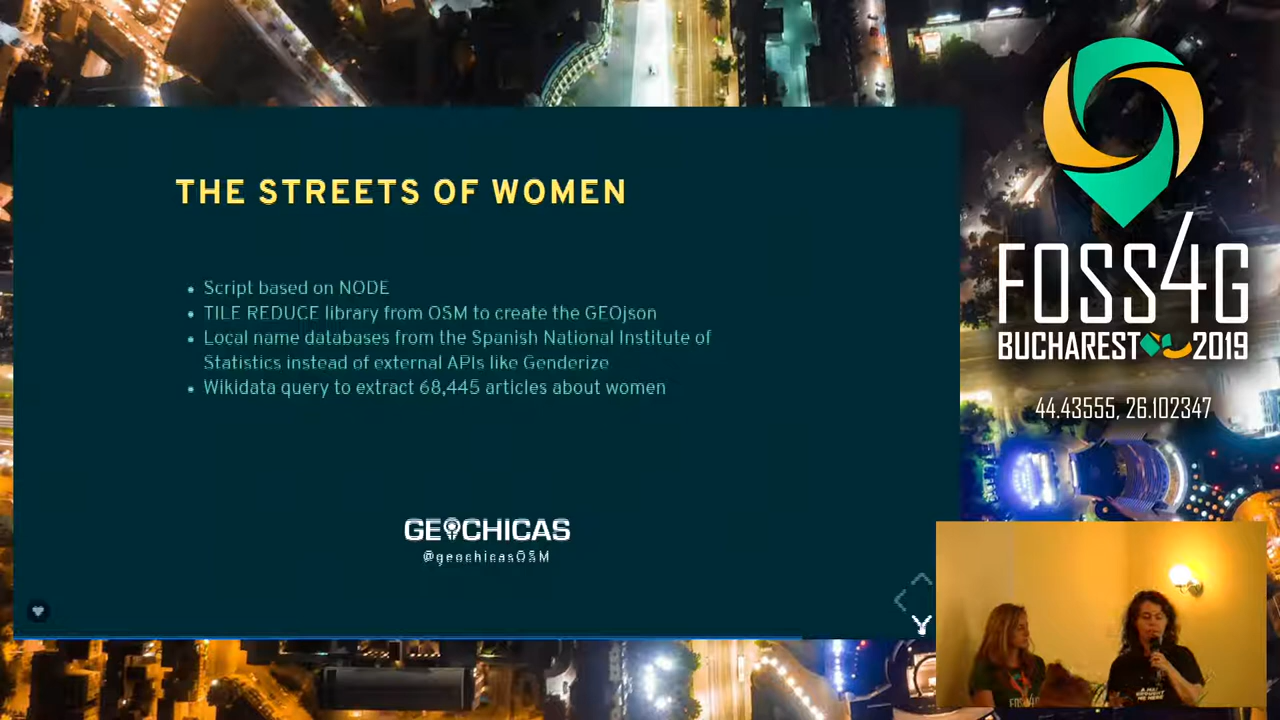 THE STREETS OF WOMEN
Script based on NODE
TILE REDUCE library from OSM to create the GEOjson
Local name databases from the Spanish National Institute of
Statistics instead of external APIs like Genderize
Wikidata query to extract 68,445 articles about women
GEOCHICAS
@geochicasOSM
FOSS4G
BUCHAREST 2019
44.43555, 26.102347